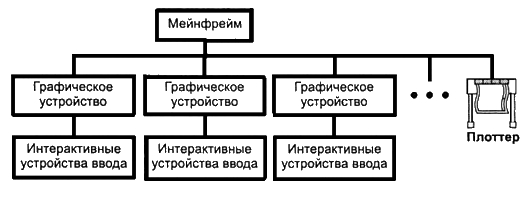 Мейнфрейм
Графическое
устройство
Графическое
устройство
Графическое
устройство
Плоттер
Интерактивные
устройства ввода
Интерактивные
устройства ввода
Интерактивные
устройства ввода